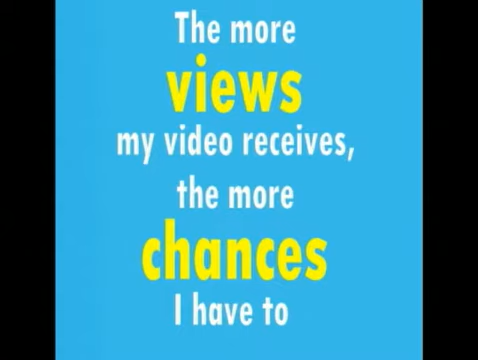 The more
views
my video receives,
the more
chances
I have to